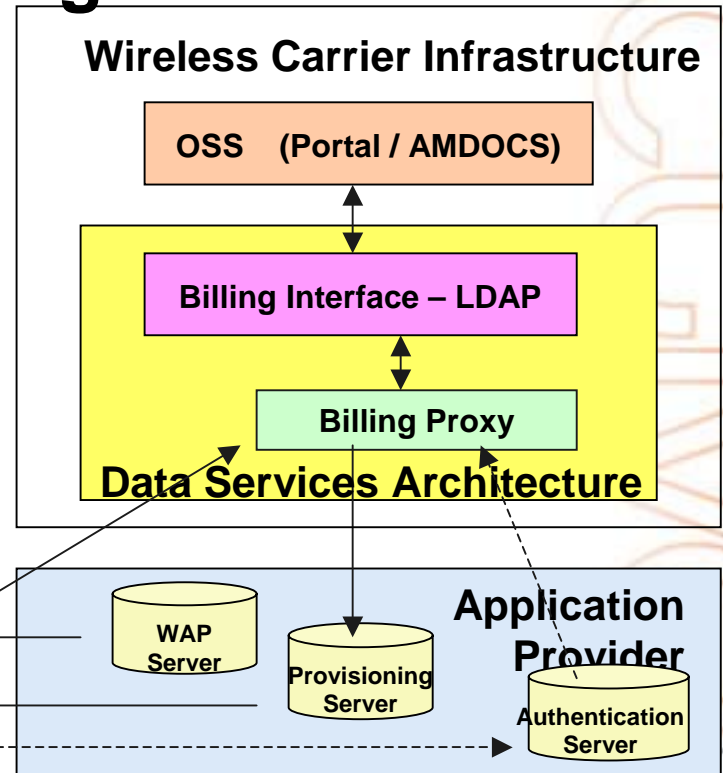 g
Wireless Carrier Infrastructure
OSS (Portal / AMDOCS)
Billing Interface – LDAP
Billing Proxy
Data Services Architecture
Application
Provider
WAP
Server
Provisioning
Server
Authentication
Server